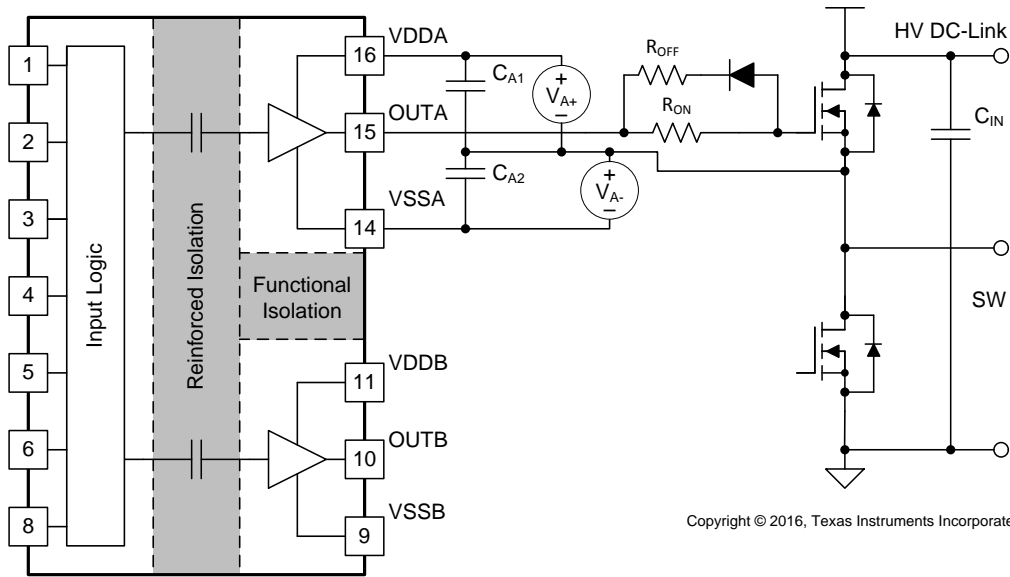 1
2
3
4
5
6
8
Input Logic
Reinforced Isolation
Functional
Isolation
VDDA
16
OUTA
15
VSSA
14
VDDB
11
OUTB
10
VSSB
9
CA1
CA2
+
VA+
−
+
VA-
−
ROFF
RON
HV DC-Link
CIN
SW
Copyright © 2016, Texas Instruments Incorporate